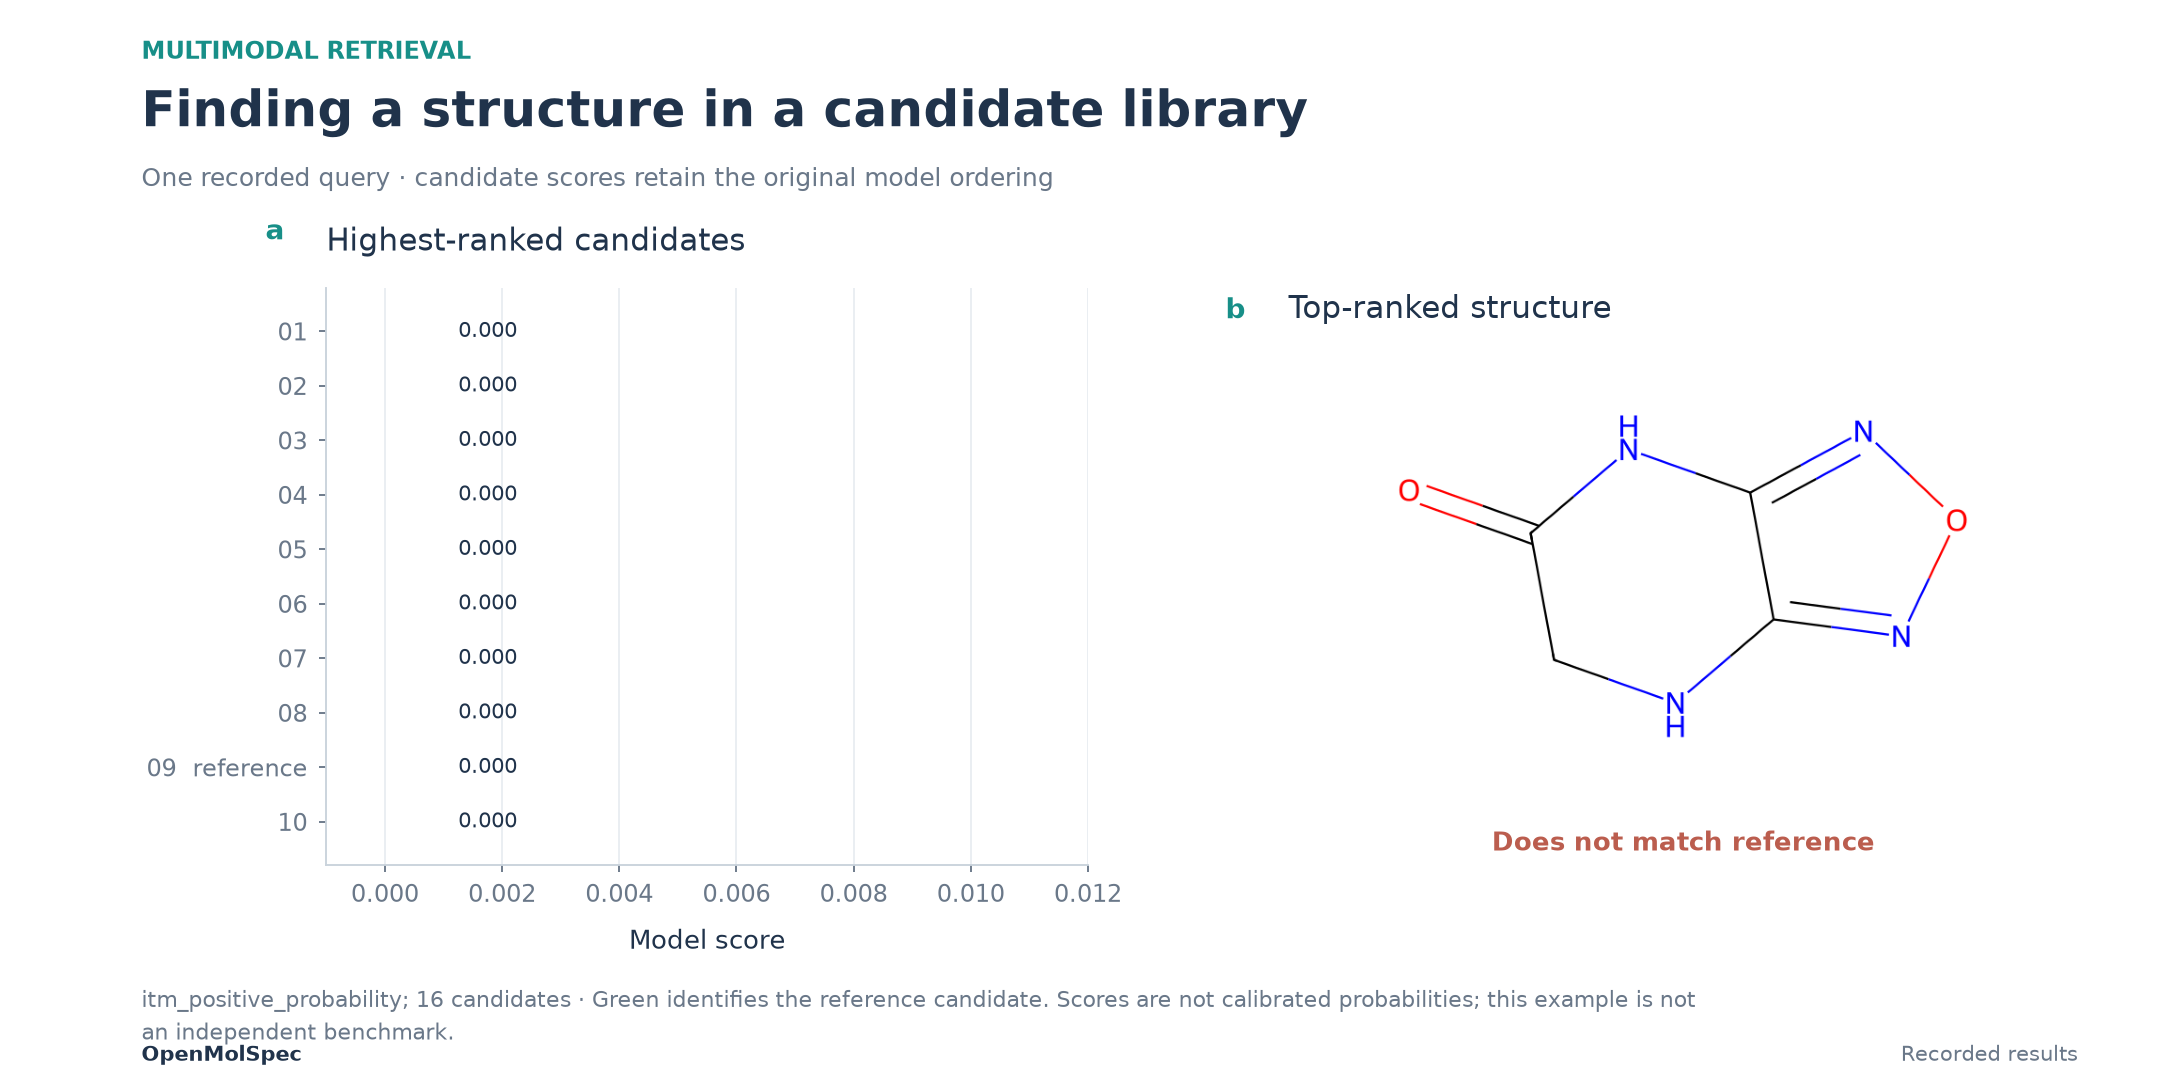 MULTIMODAL RETRIEVAL
Finding a structure in a candidate library
One recorded query · candidate scores retain the original model ordering
a Highest-ranked candidates
01 0.000
02 0.000
03 0.000
04 0.000
05 0.000
06 0.000
07 0.000
08 0.000
09 reference 0.000
10 0.000
0.000 0.002 0.004 0.006 0.008 0.010 0.012
Model score
b Top-ranked structure
H
N
N
O
O
N
N
H
Does not match reference
itm_positive_probability; 16 candidates · Green identifies the reference candidate. Scores are not calibrated probabilities; this example is not
an independent benchmark.
OpenMolSpec
Recorded results